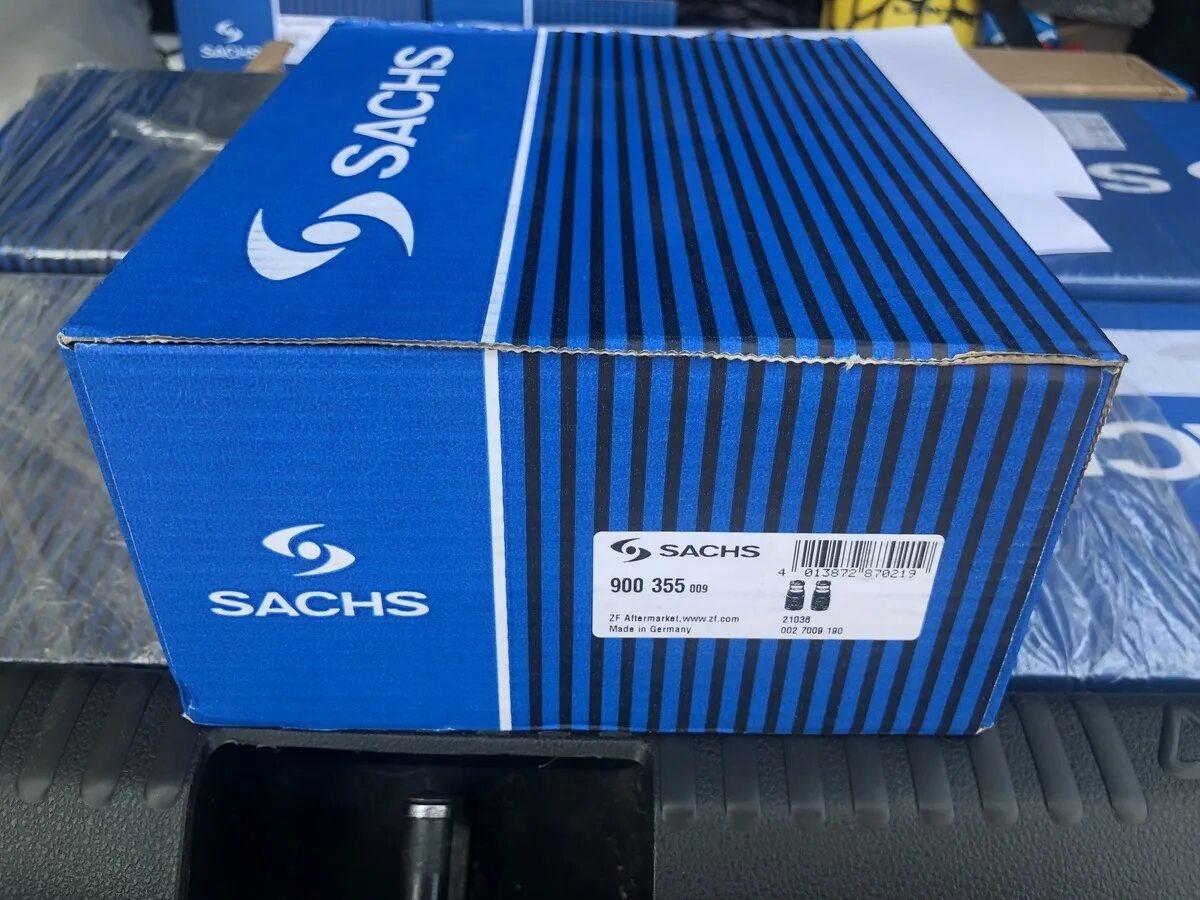 SACHS
SACHS
S
SACHS
SACHS
4 013872 870219
900 355 009
ZF Aftermarket, www.zf.com
21036
Made in Germany
002 7009 190